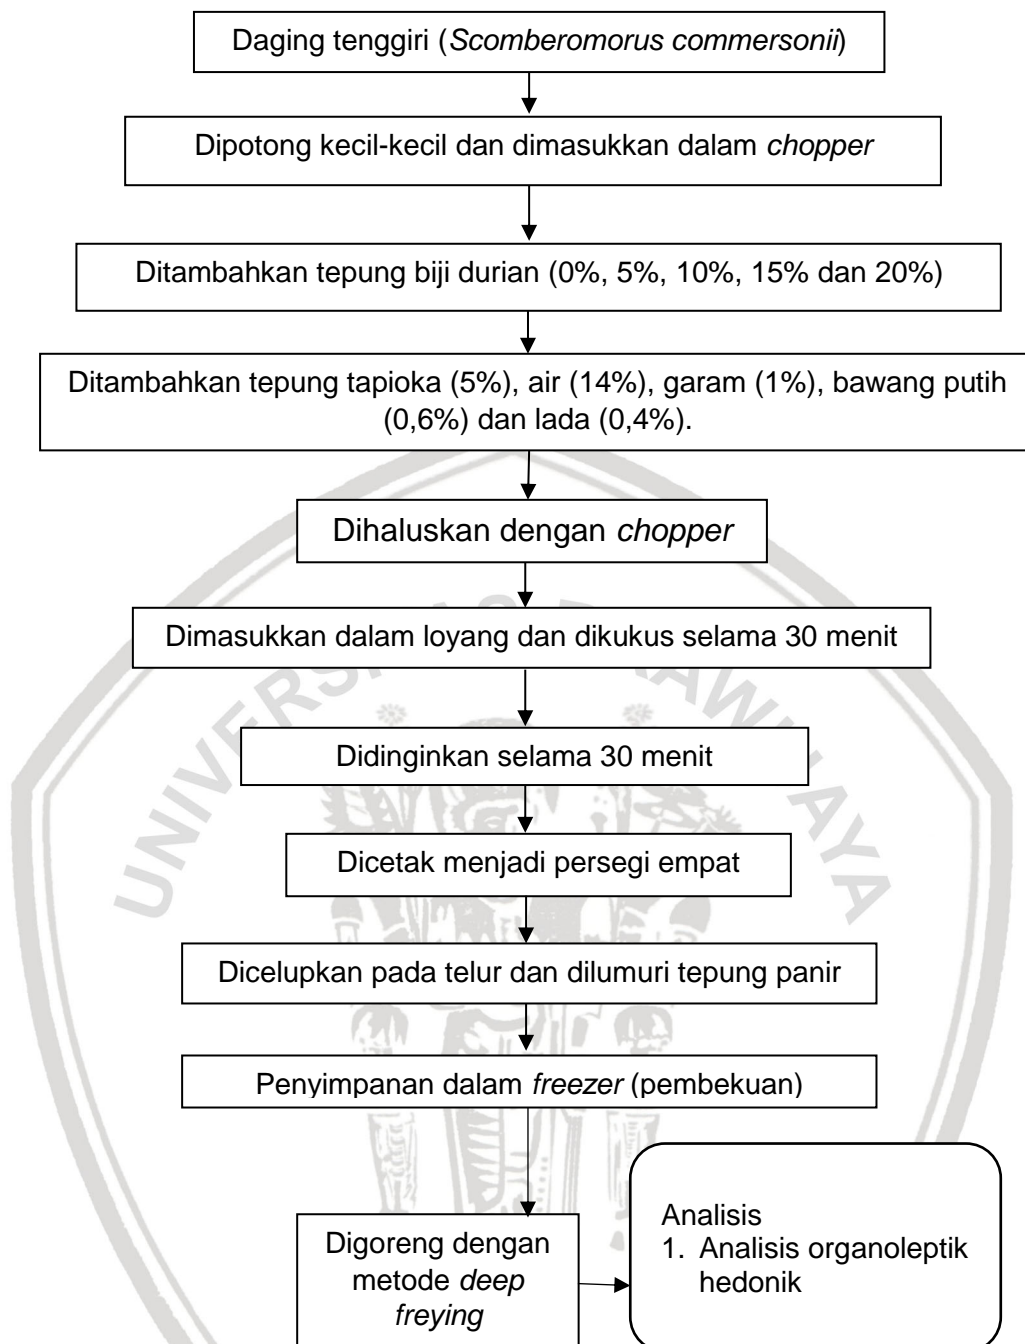 Daging tenggiri (Scomberomorus commersonii)
Dipotong kecil-kecil dan dimasukkan dalam chopper
Ditambahkan tepung biji durian (0%, 5%, 10%, 15% dan 20%)
Ditambahkan tepung tapioka (5%), air (14%), garam (1%), bawang putih
(0,6%) dan lada (0,4%).
Dihaluskan dengan chopper
Dimasukkan dalam loyang dan dikukus selama 30 menit
Didinginkan selama 30 menit
Dicetak menjadi persegi empat
Dicelupkan pada telur dan dilumuri tepung panir
Penyimpanan dalam freezer (pembekuan)
Digoreng dengan
metode deep
freying
Analisis
1. Analisis organoleptik
hedonik